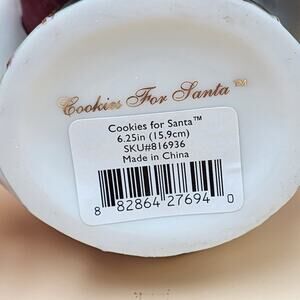 Cookies For Santa™
Cookies for Santa™
6.25in (15,9cm)
SKU#816936
Made in China
8 82864 27694 0